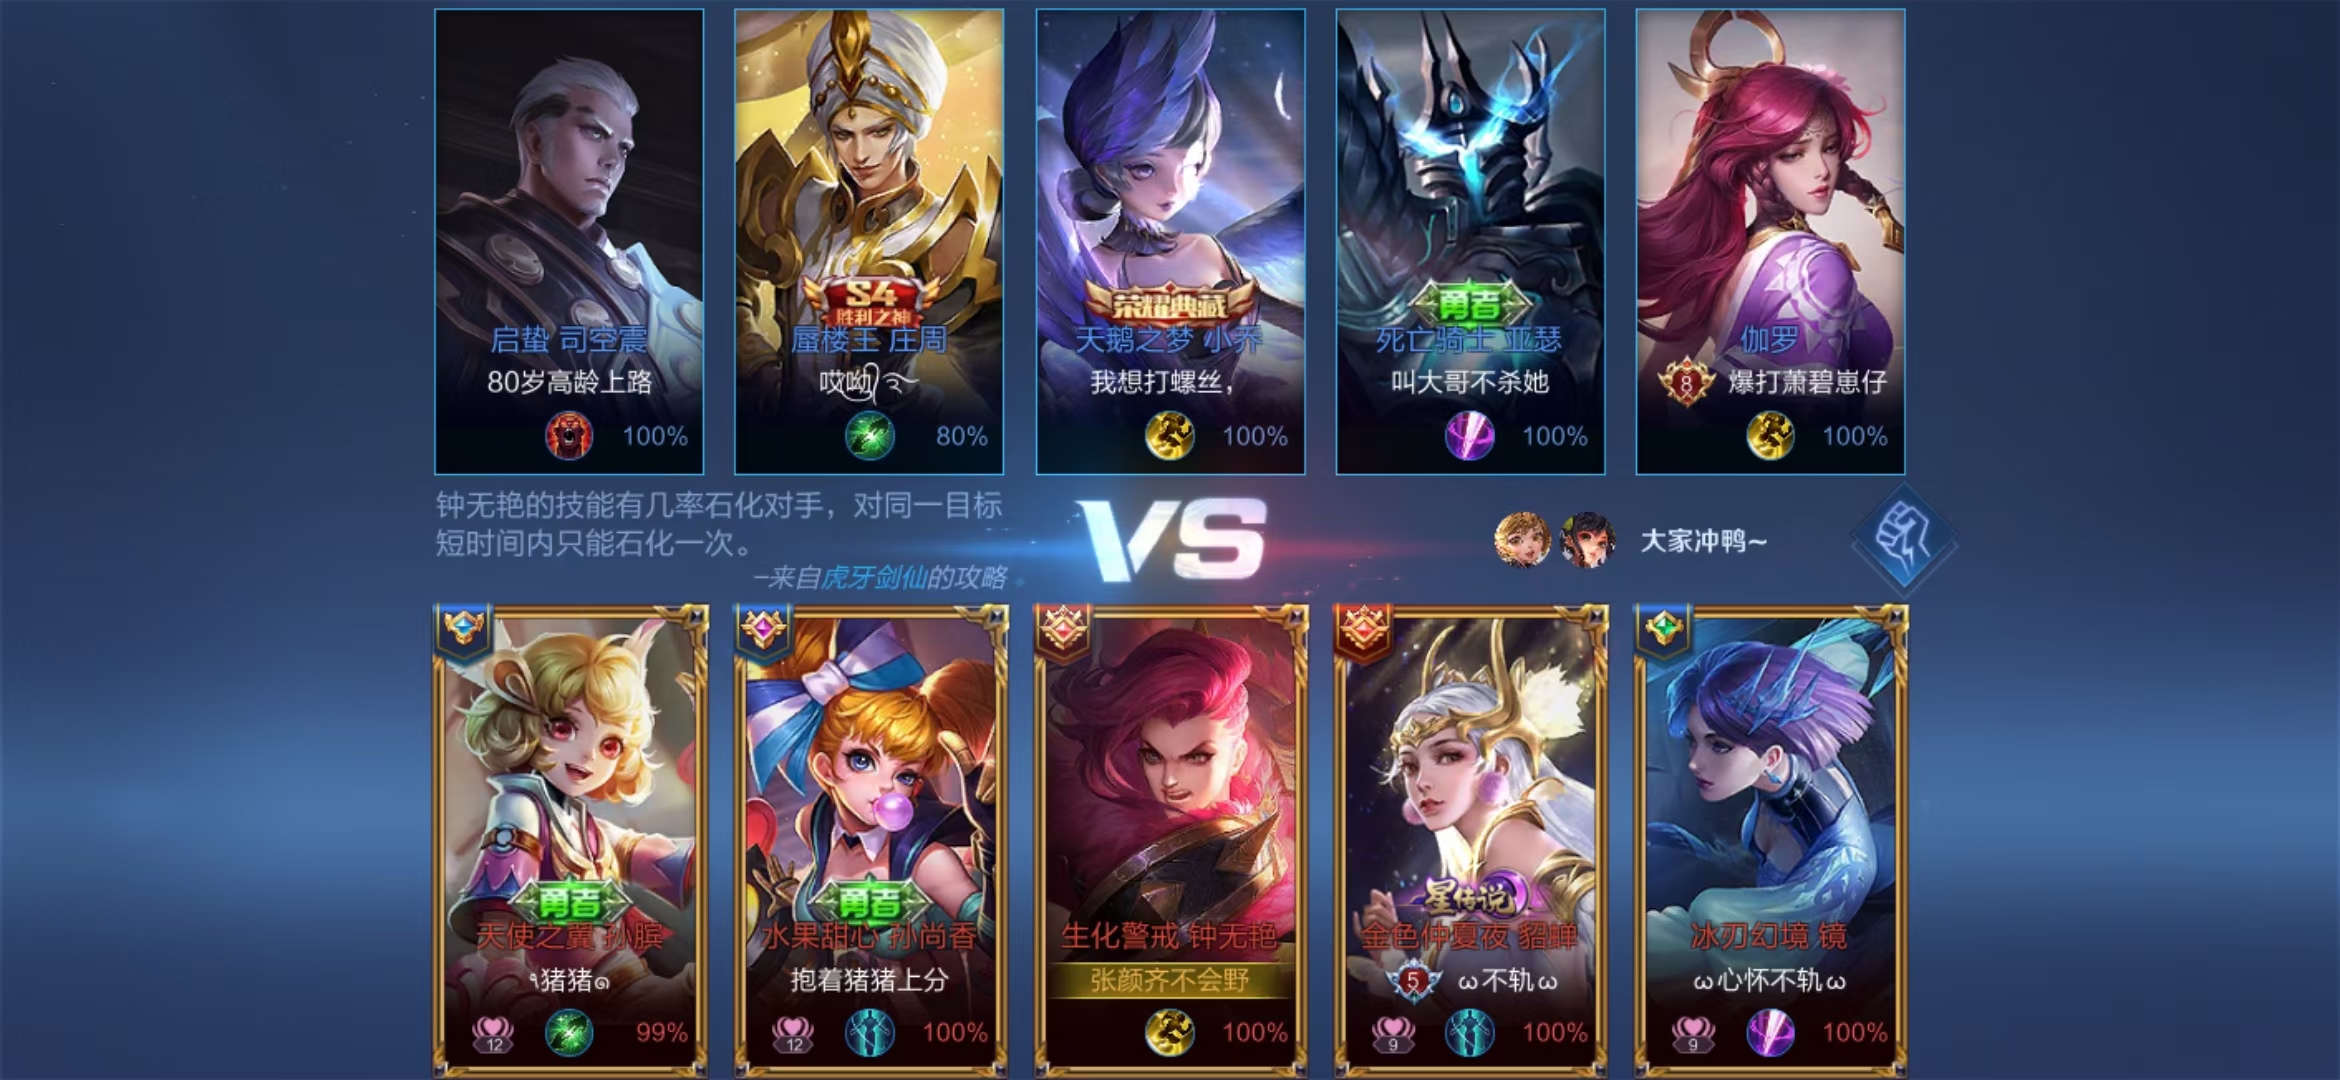 S4
胜利之神
荣耀典藏
勇者
启蛰 司空震
蜃楼王 庄周
天鹅之梦 小乔
死亡骑士 亚瑟
伽罗
80岁高龄上路
哎呦
我想打螺丝，
叫大哥不杀她
8
爆打萧碧崽仔
100%
80%
100%
100%
100%
钟无艳的技能有几率石化对手，对同一目标
短时间内只能石化一次。
–来自虎牙剑仙的攻略
VS
大家冲鸭~
勇者
勇者
星传说
天使之翼 孙膑
水果甜心 孙尚香
生化警戒 钟无艳
金色仲夏夜 貂蝉
冰刃幻境 镜
٩猪猪๑
抱着猪猪上分
张颜齐不会野
5
ω不轨ω
ω心怀不轨ω
12
99%
12
100%
100%
9
100%
9
100%